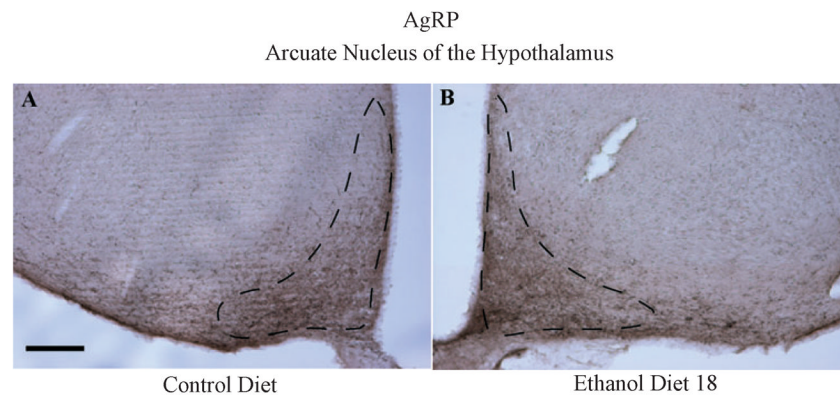 AgRP
Arcuate Nucleus of the Hypothalamus
A
B
Control Diet
Ethanol Diet 18